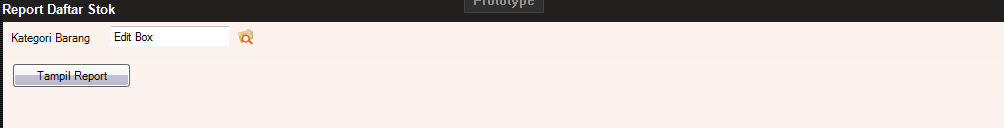 Prototype
Report Daftar Stok
Kategori Barang Edit Box
Tampil Report